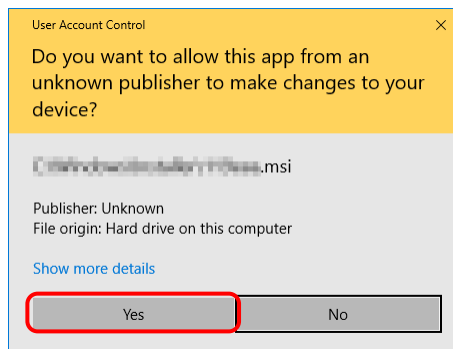 User Account Control
Do you want to allow this app from an
unknown publisher to make changes to your
device?
.msi
Publisher: Unknown
File origin: Hard drive on this computer
Show more details
Yes
No